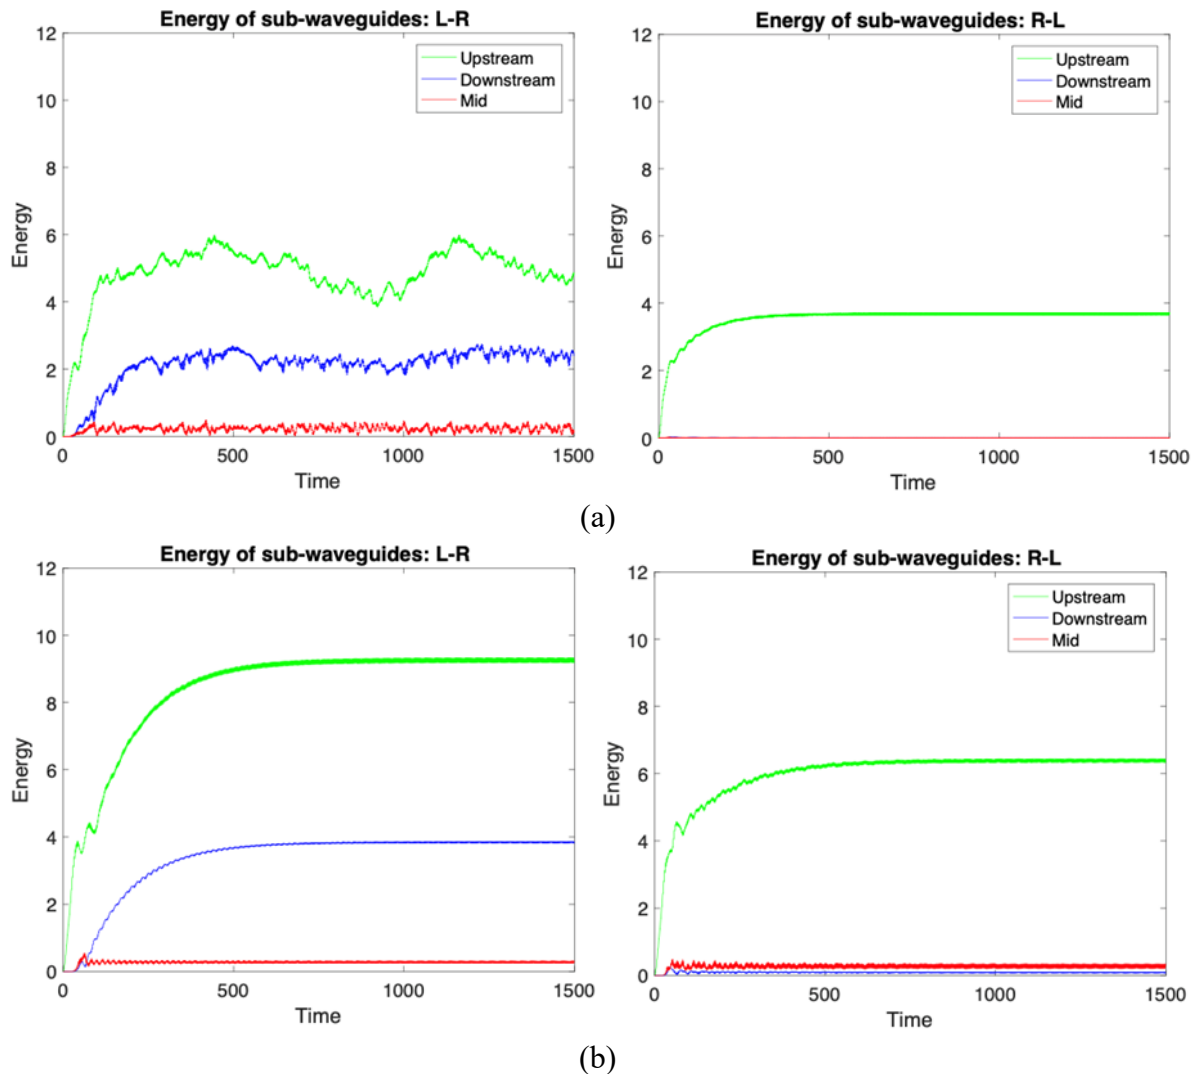 Energy of sub-waveguides: L-R
12
10
8
6
4
2
0
Energy
0 500 1000 1500
Time
Upstream
Downstream
Mid
Energy of sub-waveguides: R-L
12
10
8
6
4
2
0
Energy
0 500 1000 1500
Time
Upstream
Downstream
Mid
(a)
Energy of sub-waveguides: L-R
12
10
8
6
4
2
0
Energy
0 500 1000 1500
Time
Energy of sub-waveguides: R-L
12
10
8
6
4
2
0
Energy
0 500 1000 1500
Time
Upstream
Downstream
Mid
(b)